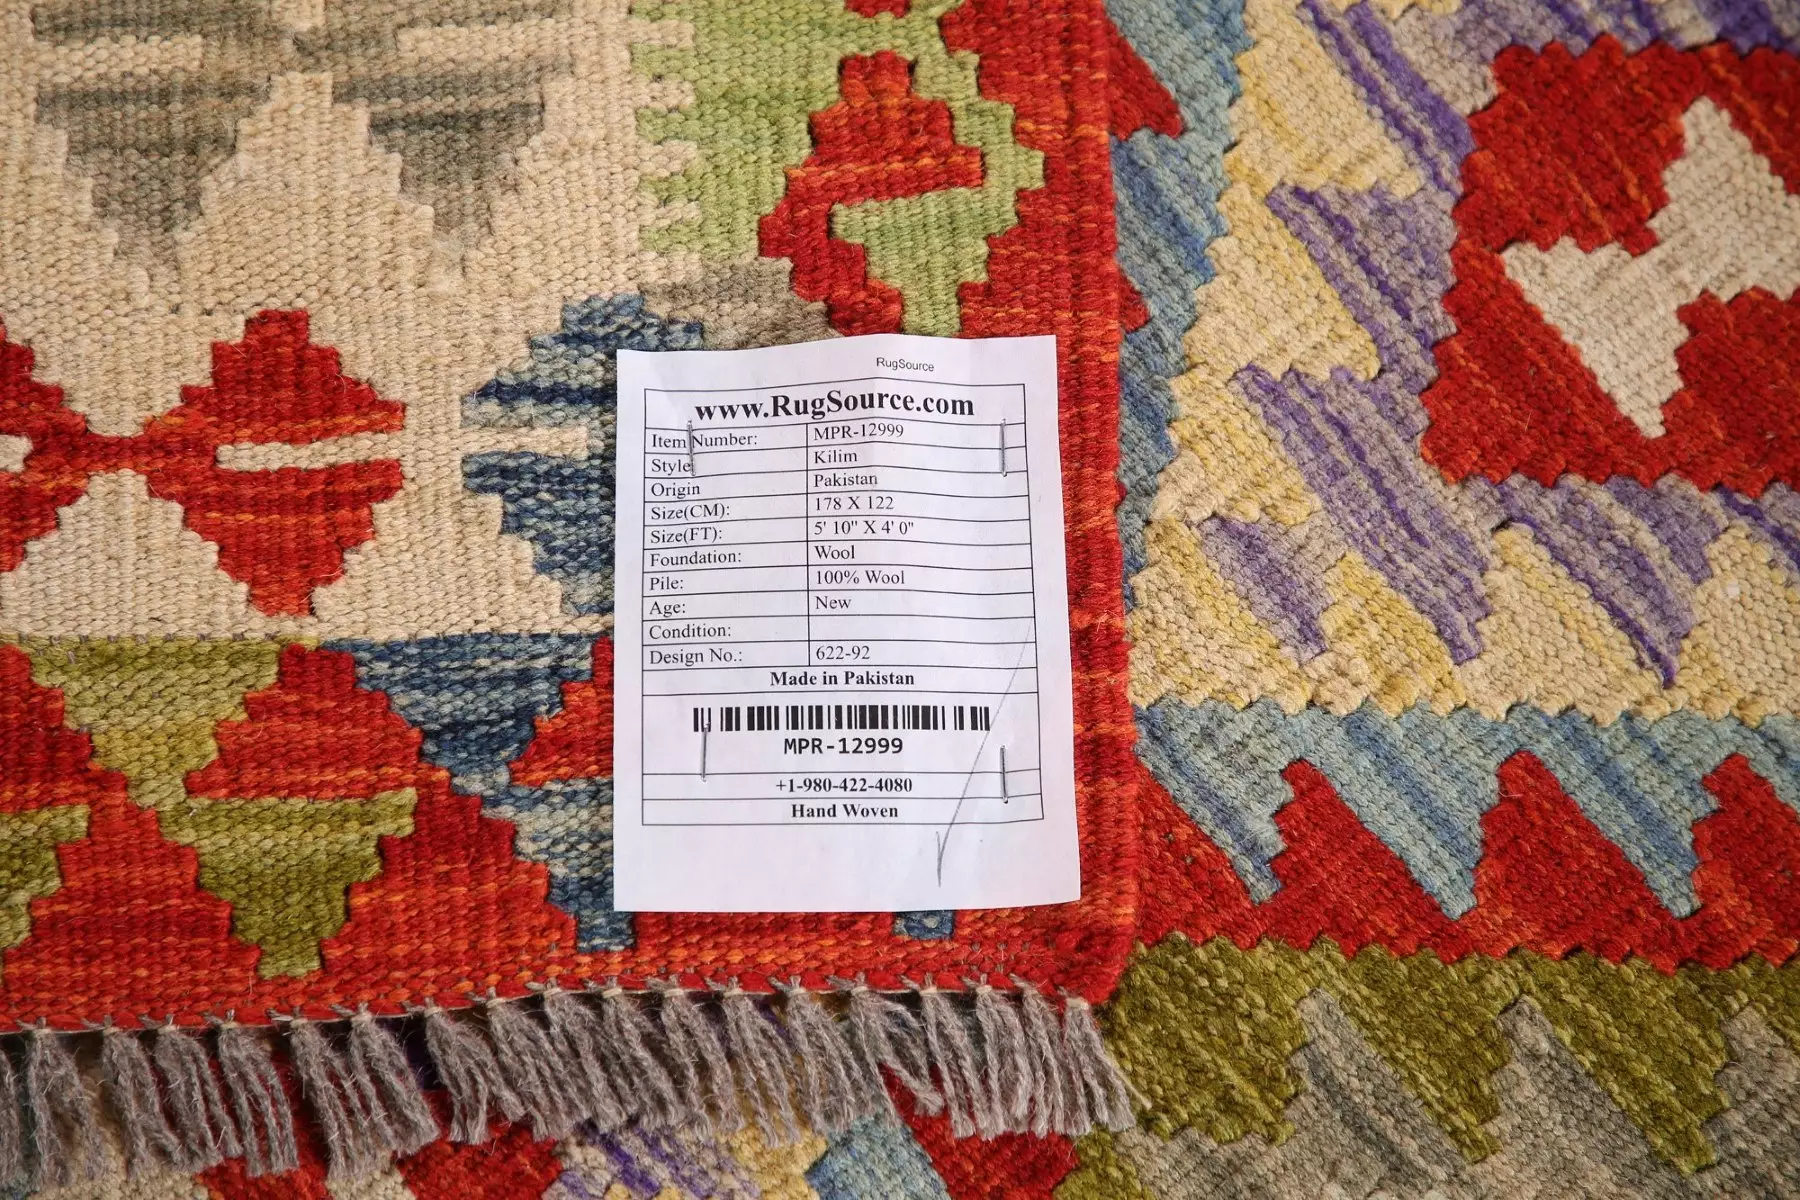 RugSource
www.RugSource.com
Item Number: MPR-12999
Style Kilim
Origin Pakistan
Size(CM): 178 X 122
Size(FT): 5' 10" X 4' 0"
Foundation: Wool
Pile: 100% Wool
Age: New
Condition:
Design No.: 622-92
Made in Pakistan
MPR-12999
+1-980-422-4080
Hand Woven